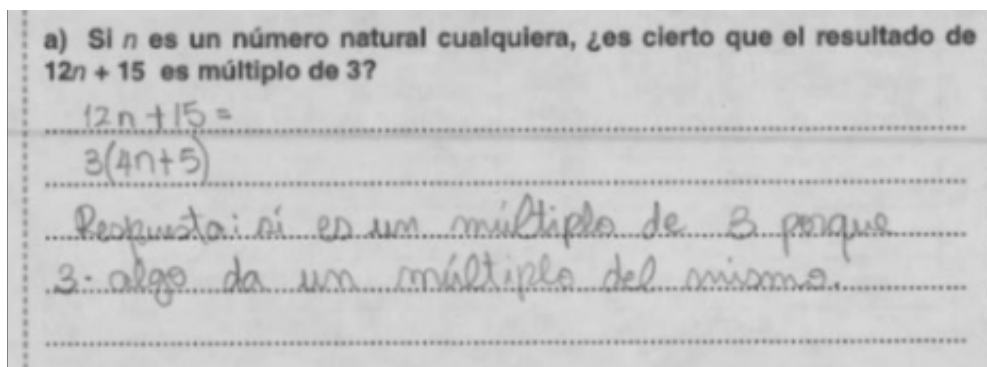 a) Si n es un número natural cualquiera, ¿es cierto que el resultado de
12n + 15 es múltiplo de 3?
12n + 15 =
3(4n+5)
Respuesta: sí es un múltiplo de 3 porque
3· algo da un múltiplo del mismo.